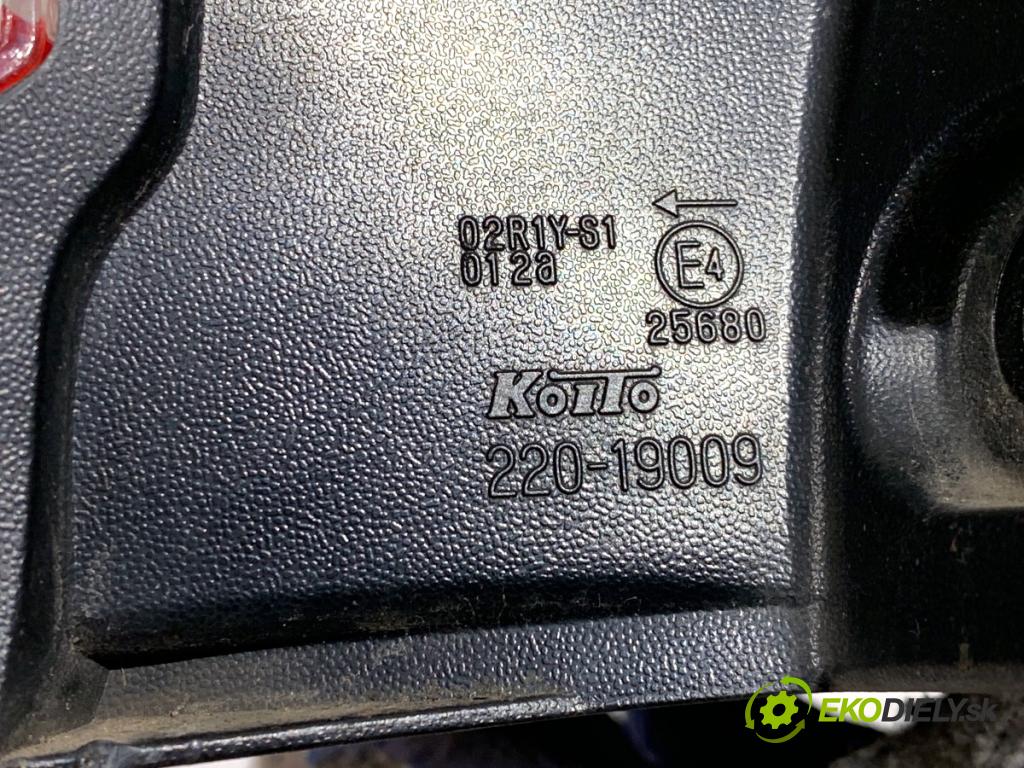 02R1Y-S1
012a
←
E4
25680
KOITO
220-19009
EKODIELY.sk